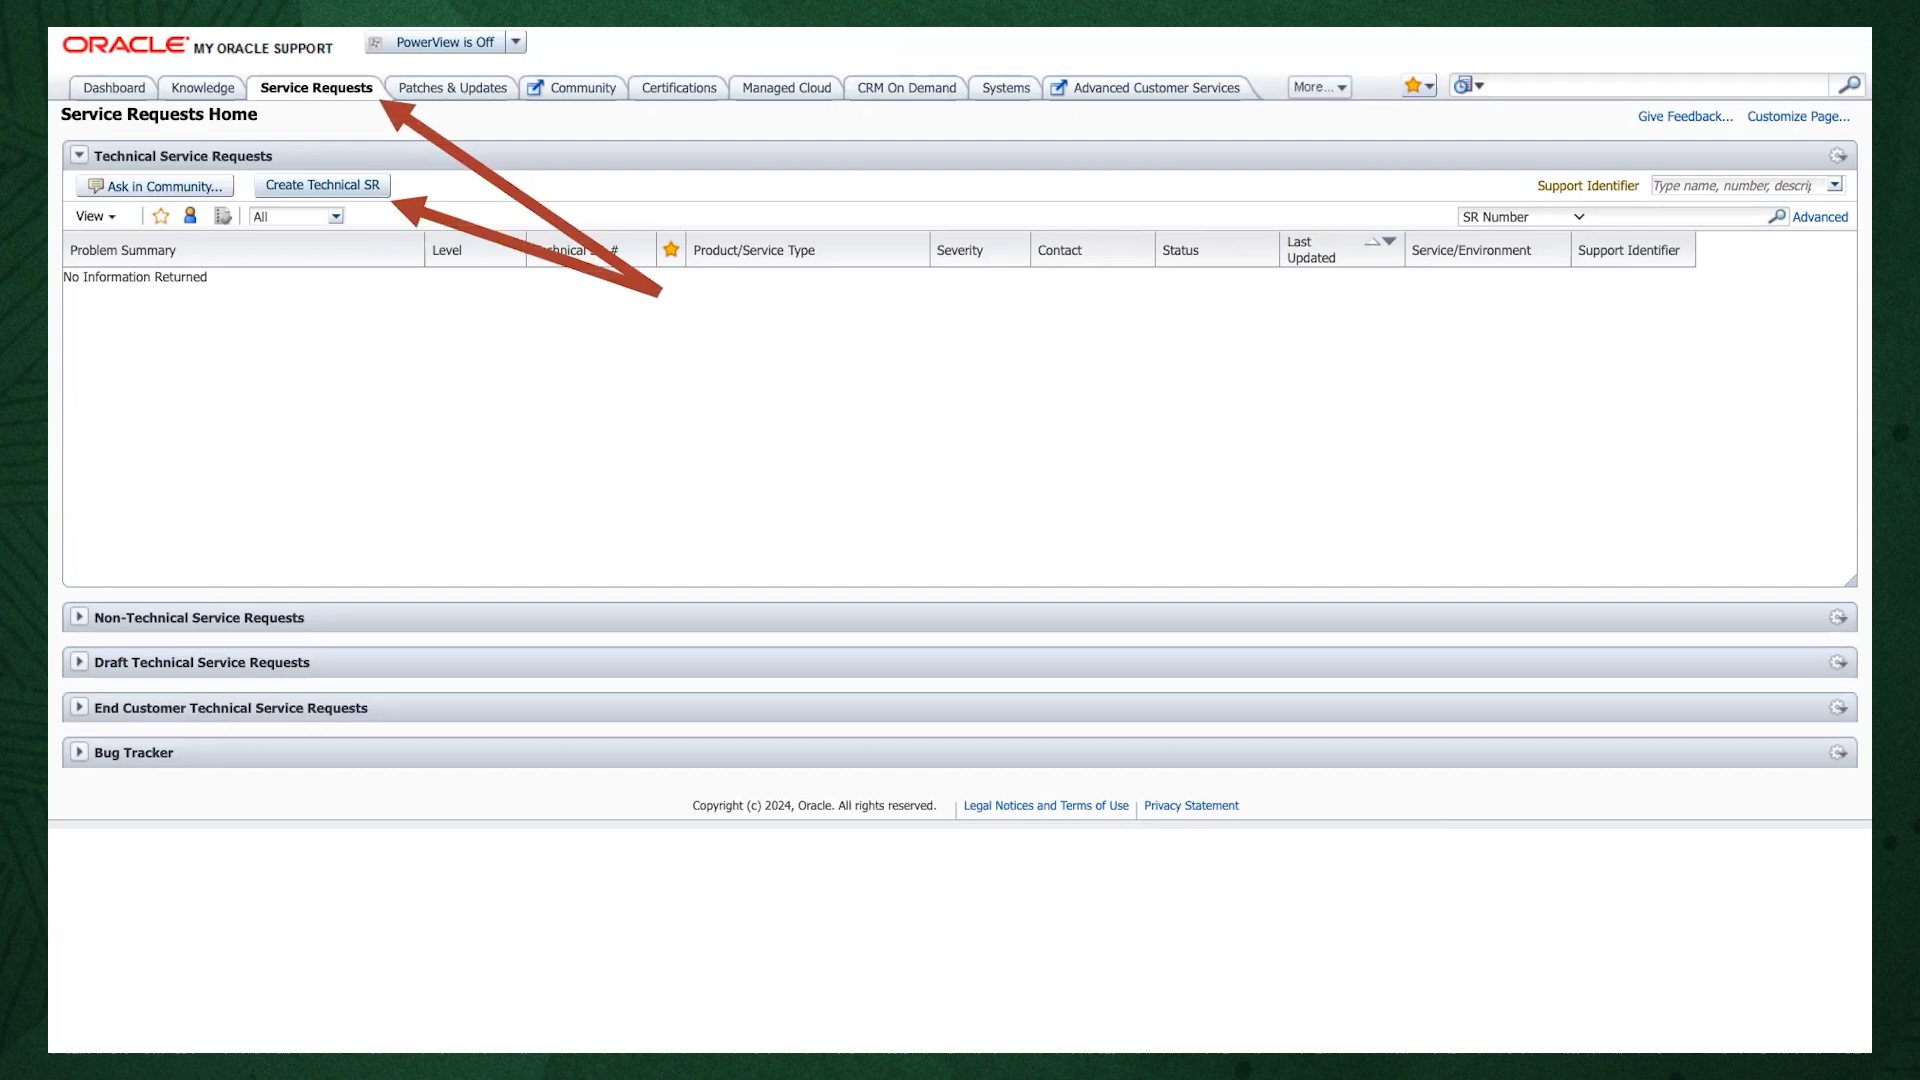 ORACLE MY ORACLE SUPPORT PowerView is Off
Dashboard Knowledge Service Requests Patches & Updates Community Certifications Managed Cloud CRM On Demand Systems Advanced Customer Services More...
Service Requests Home Give Feedback... Customize Page...
Technical Service Requests
Ask in Community... Create Technical SR Support Identifier Type name, number, descrip
View All SR Number Advanced
Problem Summary Level # Product/Service Type Severity Contact Status Last Updated Service/Environment Support Identifier
No Information Returned
Non-Technical Service Requests
Draft Technical Service Requests
End Customer Technical Service Requests
Bug Tracker
Copyright (c) 2024, Oracle. All rights reserved. Legal Notices and Terms of Use Privacy Statement